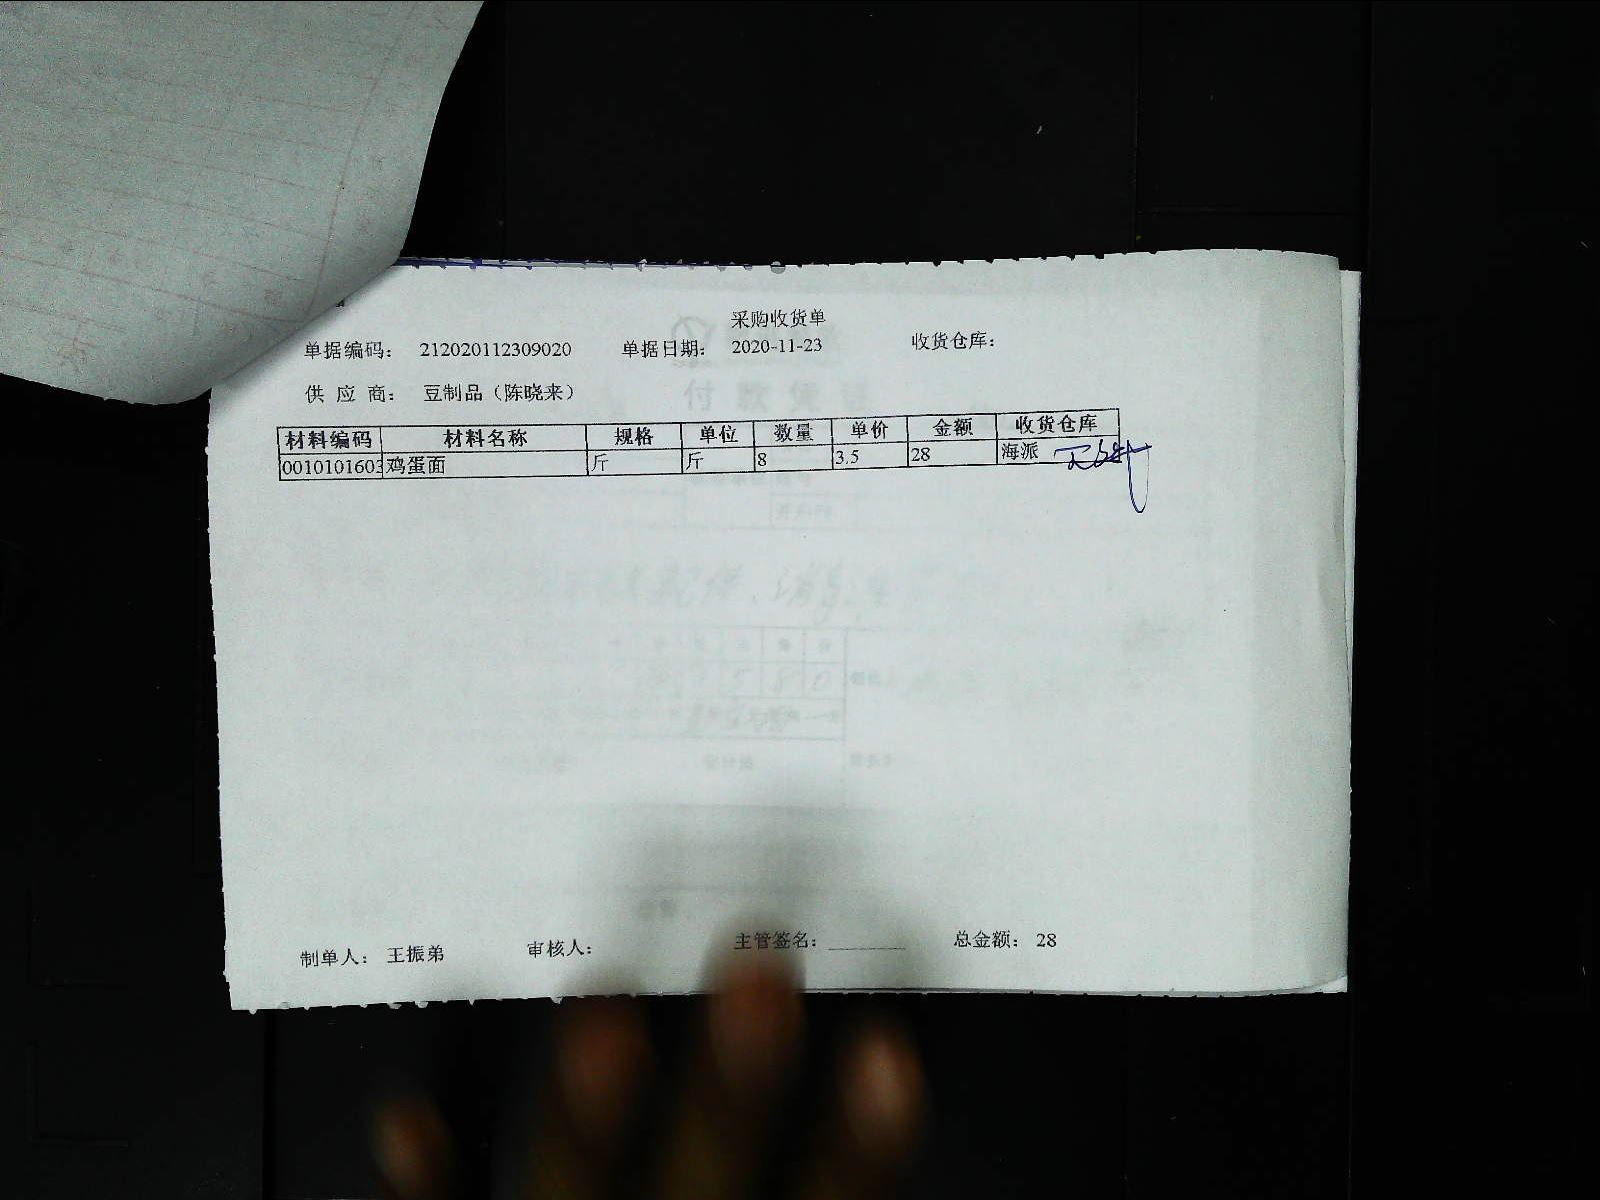 采购收货单
单据编码： 212020112309020 单据日期： 2020-11-23 收货仓库：
供 应 商： 豆制品（陈晓来）
材料编码 材料名称 规格 单位 数量 单价 金额 收货仓库
0010101603 鸡蛋面 斤 斤 8 3.5 28 海派
制单人： 王振弟 审核人： 主管签名： 总金额： 28